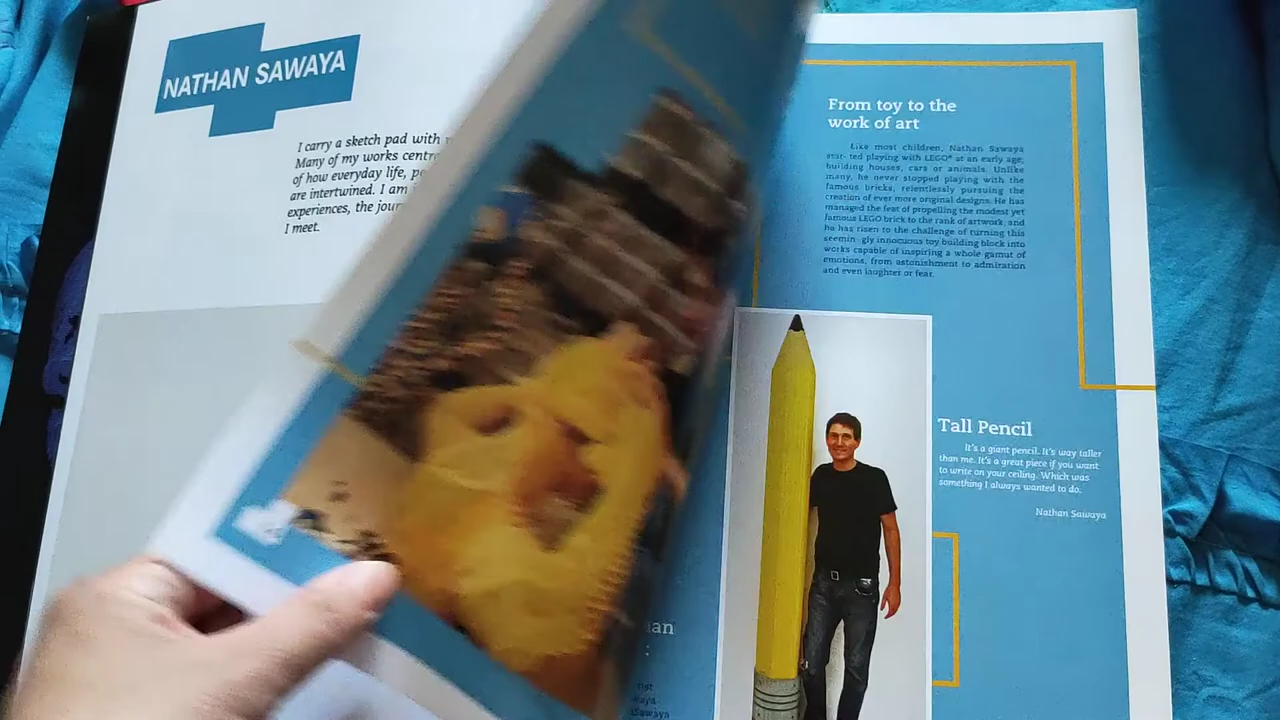 NATHAN SAWAYA
I carry a sketch pad with
Many of my works centr
of how everyday life, pe
are intertwined. I am i
experiences, the jour
I meet.
From toy to the
work of art
Like most children, Nathan Sawaya
star-ted playing with LEGO® at an early age,
building houses, cars or animals. Unlike
many, he never stopped playing with the
famous bricks, relentlessly pursuing the
creation of ever more original designs. He has
managed the feat of propelling the modest yet
famous LEGO brick to the rank of artwork, and
he has risen to the challenge of turning this
seemin-gly innocuous toy building block into
works capable of inspiring a whole gamut of
emotions, from astonishment to admiration
and even laughter or fear.
Tall Pencil
It's a giant pencil. It's way taller
than me. It's a great piece if you want
to write on your ceiling. Which was
something I always wanted to do.
Nathan Sawaya